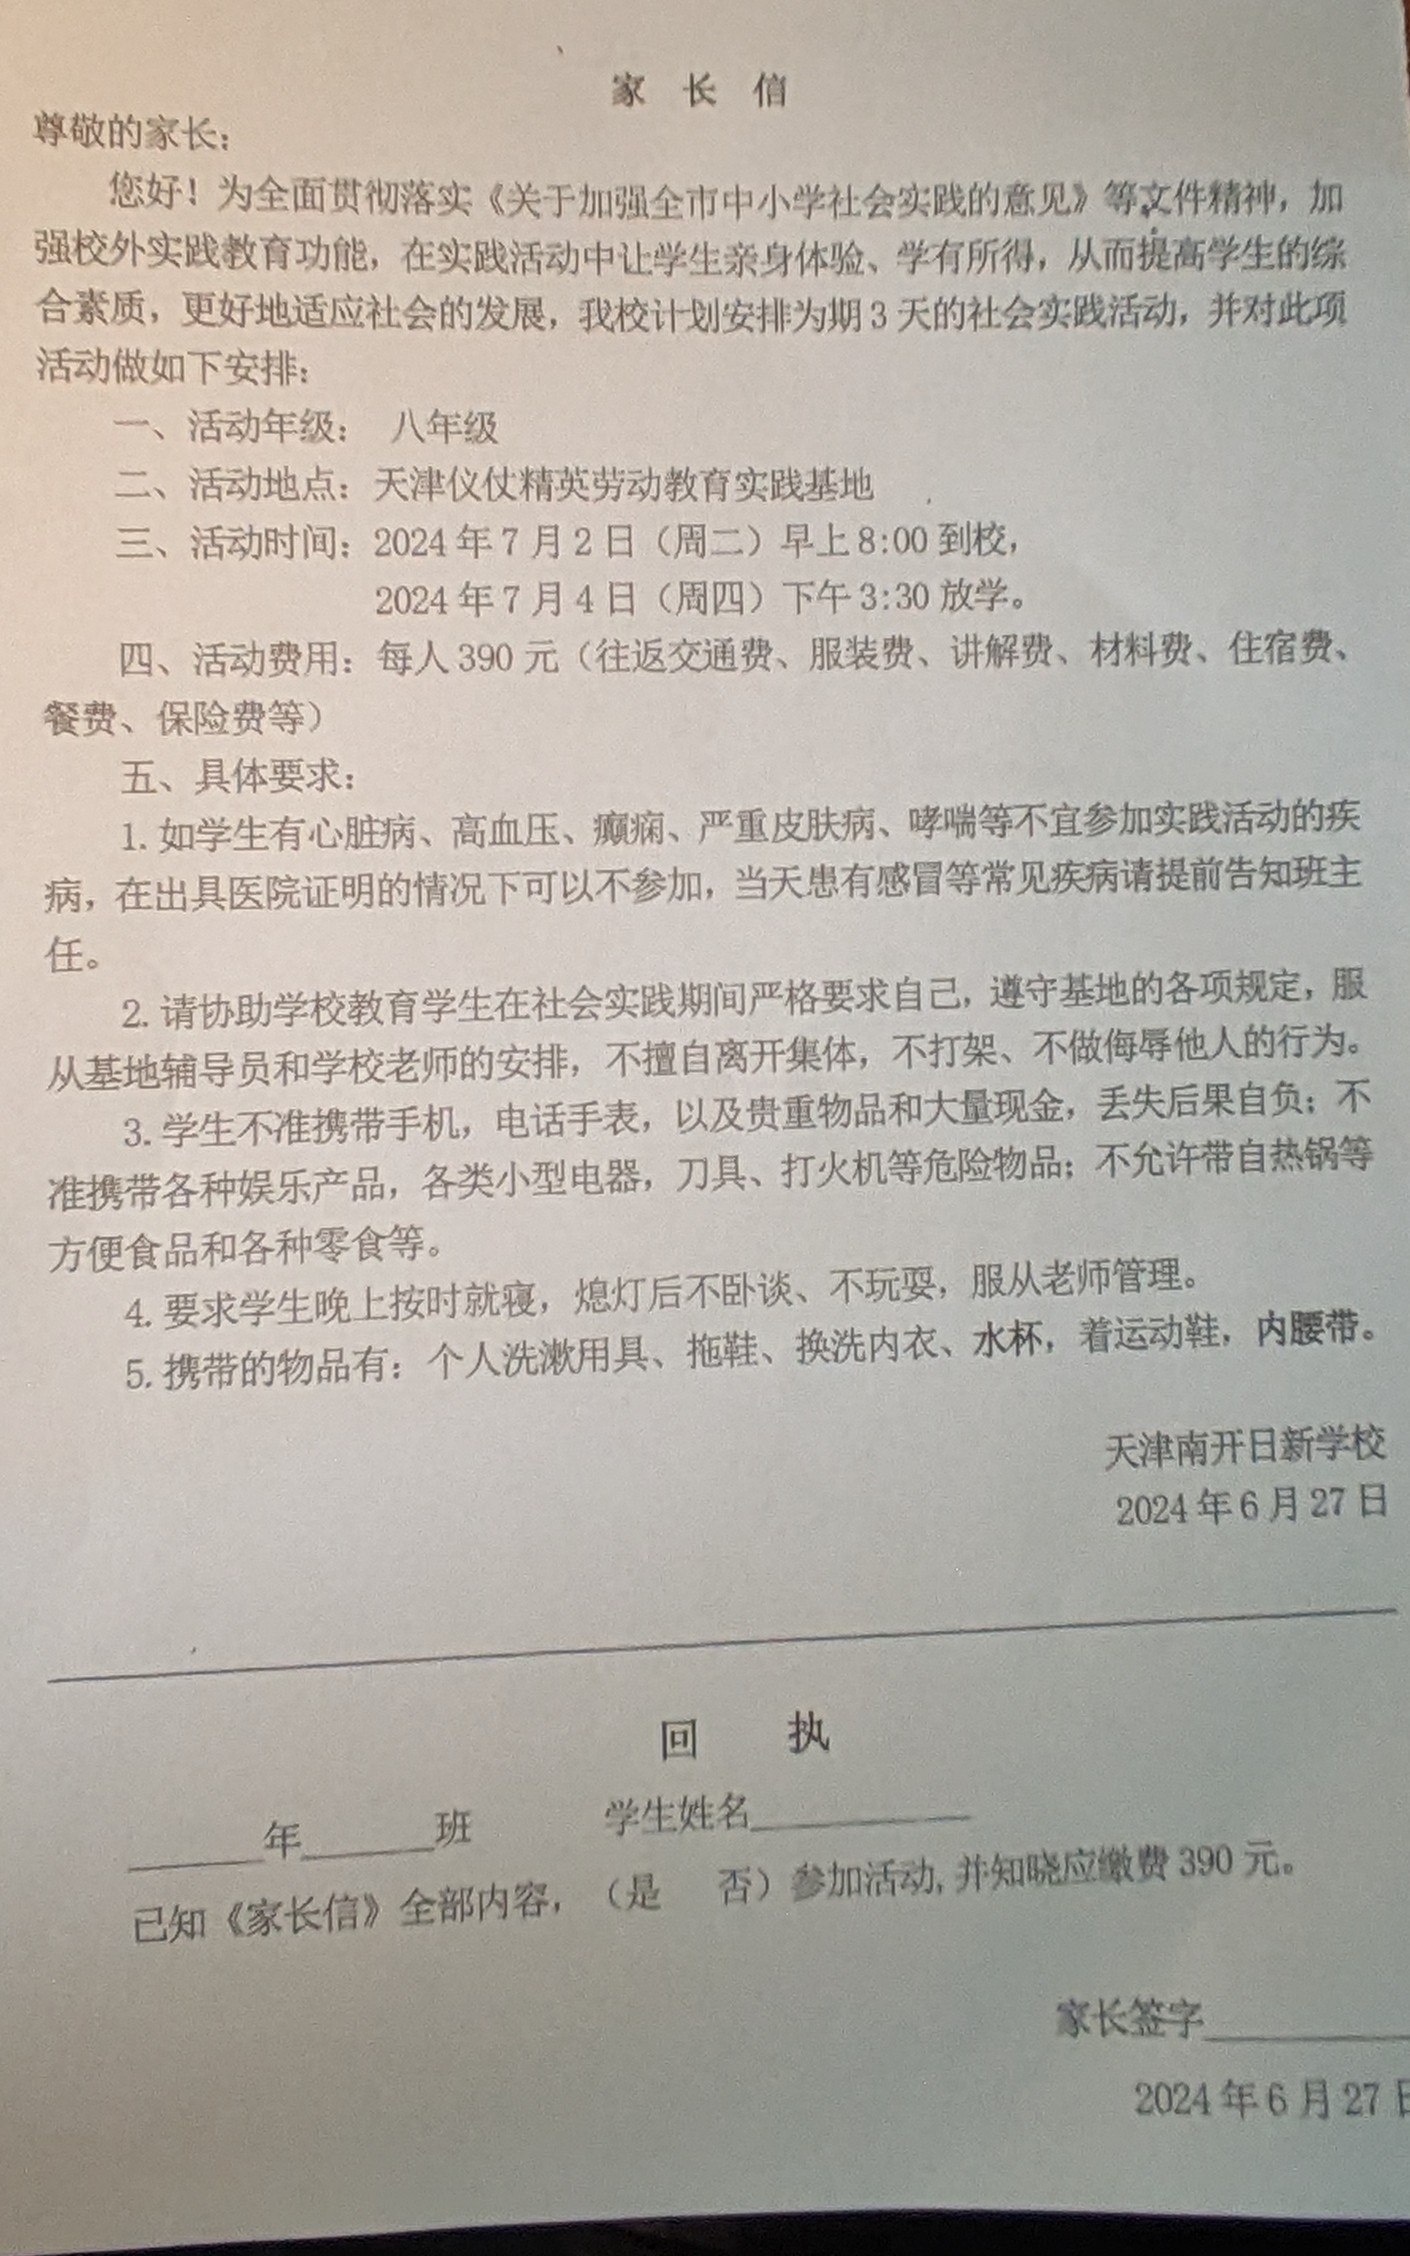 家 长 信
尊敬的家长：
您好！为全面贯彻落实《关于加强全市中小学社会实践的意见》等文件精神，加
强校外实践教育功能，在实践活动中让学生亲身体验、学有所得，从而提高学生的综
合素质，更好地适应社会的发展，我校计划安排为期 3 天的社会实践活动，并对此项
活动做如下安排：
一、活动年级： 八年级
二、活动地点：天津仪仗精英劳动教育实践基地
三、活动时间：2024 年 7 月 2 日（周二）早上 8:00 到校，
2024 年 7 月 4 日（周四）下午 3:30 放学。
四、活动费用：每人 390 元（往返交通费、服装费、讲解费、材料费、住宿费、
餐费、保险费等）
五、具体要求：
1. 如学生有心脏病、高血压、癫痫、严重皮肤病、哮喘等不宜参加实践活动的疾
病，在出具医院证明的情况下可以不参加，当天患有感冒等常见疾病请提前告知班主
任。
2. 请协助学校教育学生在社会实践期间严格要求自己，遵守基地的各项规定，服
从基地辅导员和学校老师的安排，不擅自离开集体，不打架、不做侮辱他人的行为。
3. 学生不准携带手机，电话手表，以及贵重物品和大量现金，丢失后果自负；不
准携带各种娱乐产品，各类小型电器，刀具、打火机等危险物品；不允许带自热锅等
方便食品和各种零食等。
4. 要求学生晚上按时就寝，熄灯后不卧谈、不玩耍，服从老师管理。
5. 携带的物品有：个人洗漱用具、拖鞋、换洗内衣、水杯，着运动鞋，内腰带。
天津南开日新学校
2024 年 6 月 27 日
回 执
______年______班 学生姓名__________
已知《家长信》全部内容，（是 否）参加活动, 并知晓应缴费 390 元。
家长签字__________
2024 年 6 月 27 日